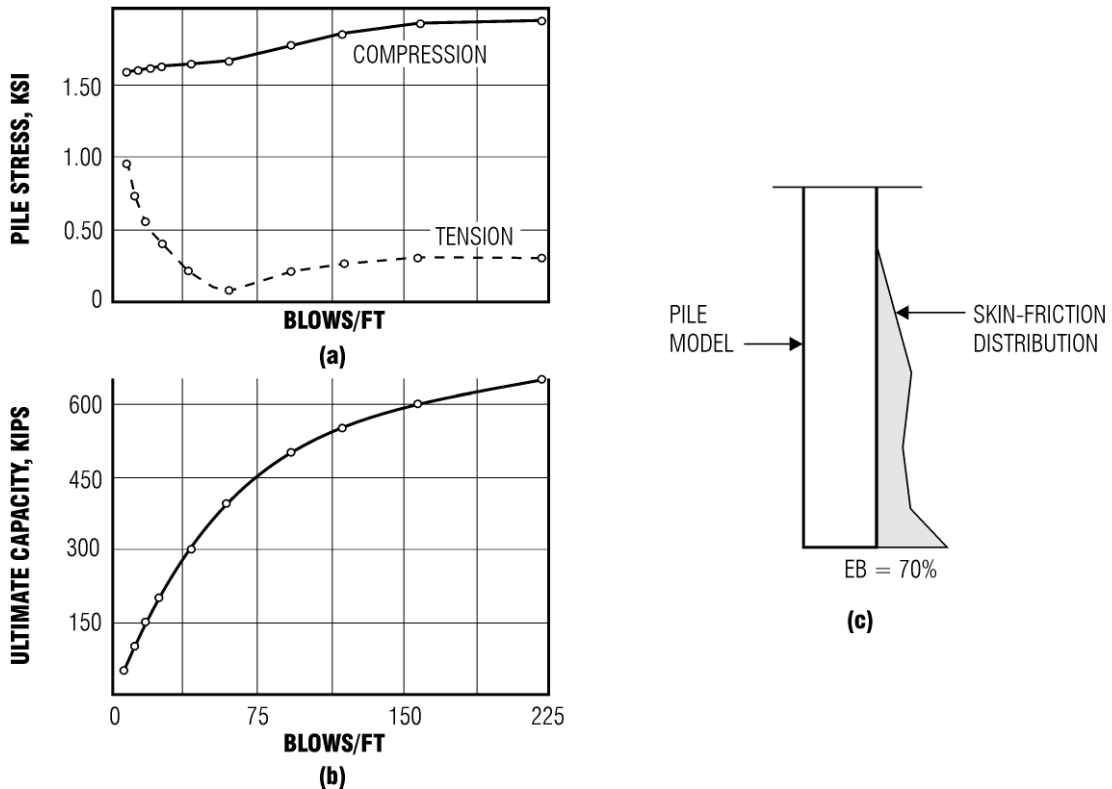 PILE STRESS, KSI
1.50
1.00
0.50
0
COMPRESSION
TENSION
BLOWS/FT
(a)
ULTIMATE CAPACITY, KIPS
600
450
300
150
0
75
150
225
BLOWS/FT
(b)
PILE
MODEL
SKIN-FRICTION
DISTRIBUTION
EB = 70%
(c)